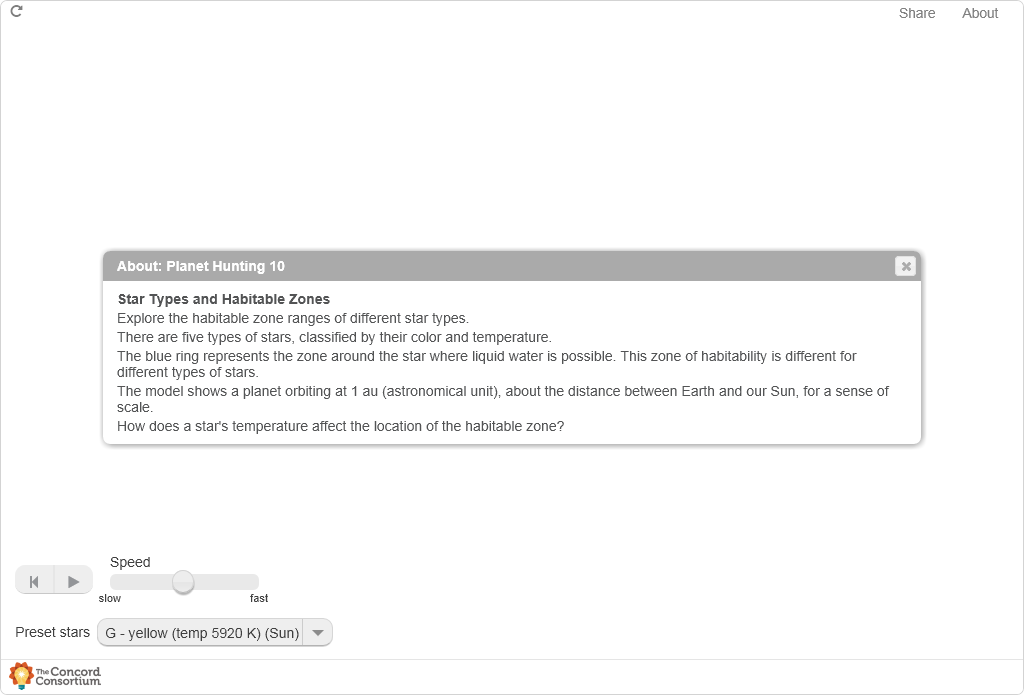 Share About
About: Planet Hunting 10
Star Types and Habitable Zones
Explore the habitable zone ranges of different star types.
There are five types of stars, classified by their color and temperature.
The blue ring represents the zone around the star where liquid water is possible. This zone of habitability is different for
different types of stars.
The model shows a planet orbiting at 1 au (astronomical unit), about the distance between Earth and our Sun, for a sense of
scale.
How does a star's temperature affect the location of the habitable zone?
Speed
slow fast
Preset stars G - yellow (temp 5920 K) (Sun)
The Concord
Consortium